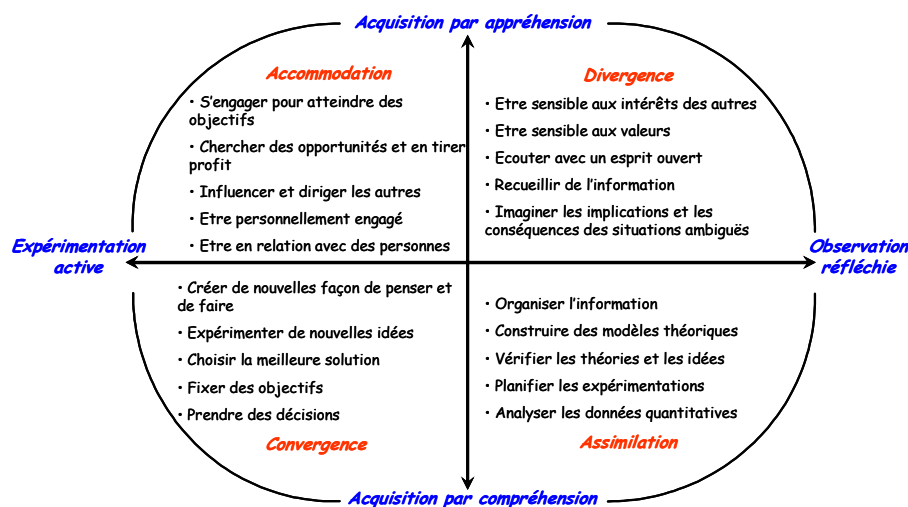 Acquisition par appréhension
Accommodation
• S'engager pour atteindre des
objectifs
• Chercher des opportunités et en tirer
profit
• Influencer et diriger les autres
• Etre personnellement engagé
• Etre en relation avec des personnes
Divergence
• Etre sensible aux intérêts des autres
• Etre sensible aux valeurs
• Ecouter avec un esprit ouvert
• Recueillir de l'information
• Imaginer les implications et les
conséquences des situations ambiguës
Expérimentation
active
Observation
réfléchie
• Créer de nouvelles façon de penser et
de faire
• Expérimenter de nouvelles idées
• Choisir la meilleure solution
• Fixer des objectifs
• Prendre des décisions
Convergence
• Organiser l'information
• Construire des modèles théoriques
• Vérifier les théories et les idées
• Planifier les expérimentations
• Analyser les données quantitatives
Assimilation
Acquisition par compréhension